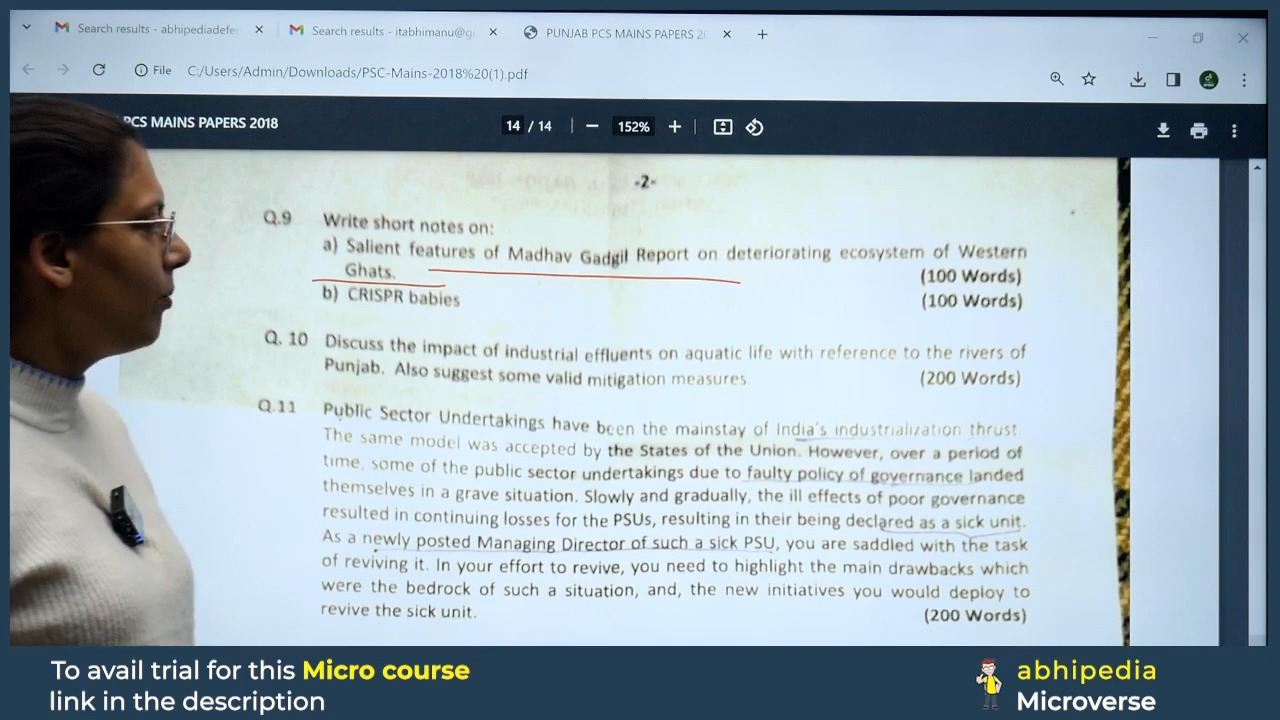 Search results - abhipediadefe
Search results - itabhimanu@g
PUNJAB PCS MAINS PAPERS 20
File C:/Users/Admin/Downloads/PSC-Mains-2018%20(1).pdf
PCS MAINS PAPERS 2018
14 / 14
152%
-2-
Q.9 Write short notes on:
a) Salient features of Madhav Gadgil Report on deteriorating ecosystem of Western
Ghats. (100 Words)
b) CRISPR babies (100 Words)
Q. 10 Discuss the impact of industrial effluents on aquatic life with reference to the rivers of
Punjab. Also suggest some valid mitigation measures. (200 Words)
Q.11 Public Sector Undertakings have been the mainstay of India's industrialization thrust.
The same model was accepted by the States of the Union. However, over a period of
time, some of the public sector undertakings due to faulty policy of governance landed
themselves in a grave situation. Slowly and gradually, the ill effects of poor governance
resulted in continuing losses for the PSUs, resulting in their being declared as a sick unit.
As a newly posted Managing Director of such a sick PSU, you are saddled with the task
of reviving it. In your effort to revive, you need to highlight the main drawbacks which
were the bedrock of such a situation, and, the new initiatives you would deploy to
revive the sick unit. (200 Words)
To avail trial for this Micro course
link in the description
abhipedia
Microverse